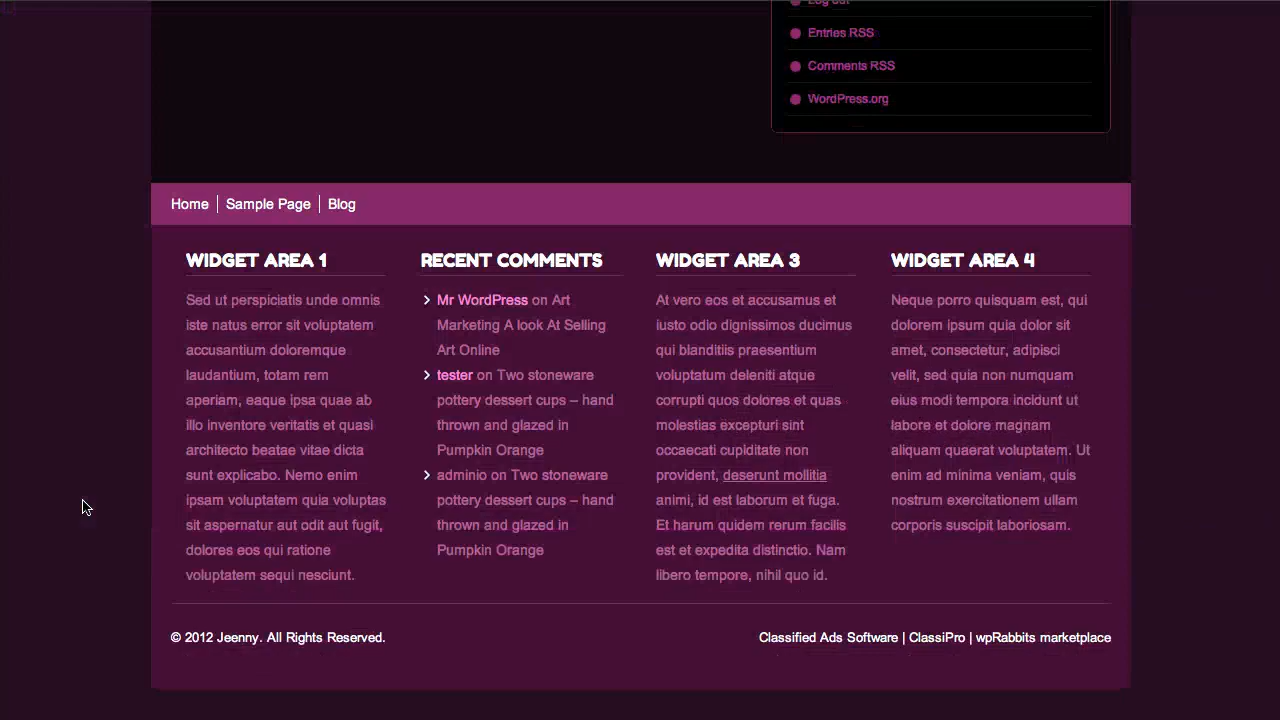 Log out
Entries RSS
Comments RSS
WordPress.org
Home | Sample Page | Blog
WIDGET AREA 1
Sed ut perspiciatis unde omnis
iste natus error sit voluptatem
accusantium doloremque
laudantium, totam rem
aperiam, eaque ipsa quae ab
illo inventore veritatis et quasi
architecto beatae vitae dicta
sunt explicabo. Nemo enim
ipsam voluptatem quia voluptas
sit aspernatur aut odit aut fugit,
dolores eos qui ratione
voluptatem sequi nesciunt.
RECENT COMMENTS
Mr WordPress on Art
Marketing A look At Selling
Art Online
tester on Two stoneware
pottery dessert cups – hand
thrown and glazed in
Pumpkin Orange
adminio on Two stoneware
pottery dessert cups – hand
thrown and glazed in
Pumpkin Orange
WIDGET AREA 3
At vero eos et accusamus et
iusto odio dignissimos ducimus
qui blanditiis praesentium
voluptatum deleniti atque
corrupti quos dolores et quas
molestias excepturi sint
occaecati cupiditate non
provident, deserunt mollitia
animi, id est laborum et fuga.
Et harum quidem rerum facilis
est et expedita distinctio. Nam
libero tempore, nihil quo id.
WIDGET AREA 4
Neque porro quisquam est, qui
dolorem ipsum quia dolor sit
amet, consectetur, adipisci
velit, sed quia non numquam
eius modi tempora incidunt ut
labore et dolore magnam
aliquam quaerat voluptatem. Ut
enim ad minima veniam, quis
nostrum exercitationem ullam
corporis suscipit laboriosam.
© 2012 Jeenny. All Rights Reserved.
Classified Ads Software | ClassiPro | wpRabbits marketplace